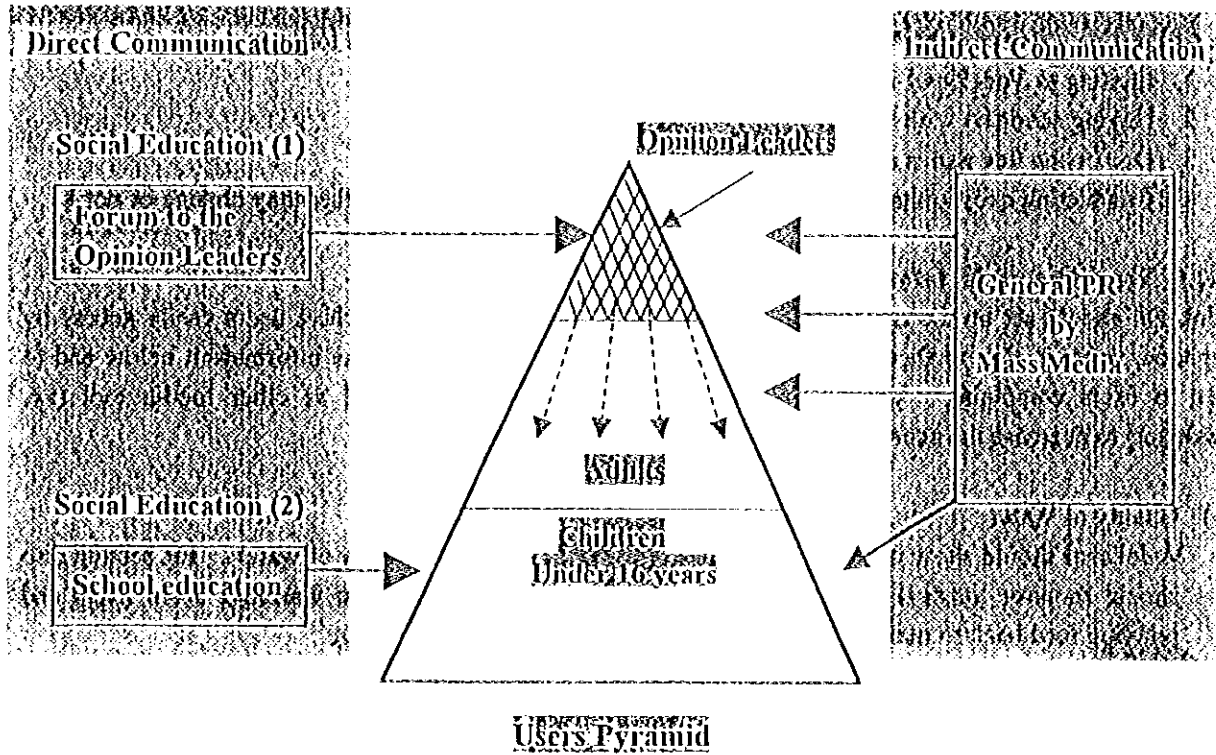 Direct Communication
Social Education (1)
Forum to the
Opinion Leaders
Social Education (2)
School education
Opinion Leaders
Adults
Children
Under 16 years
Users Pyramid
Indirect Communication
General PR
by
Mass Media